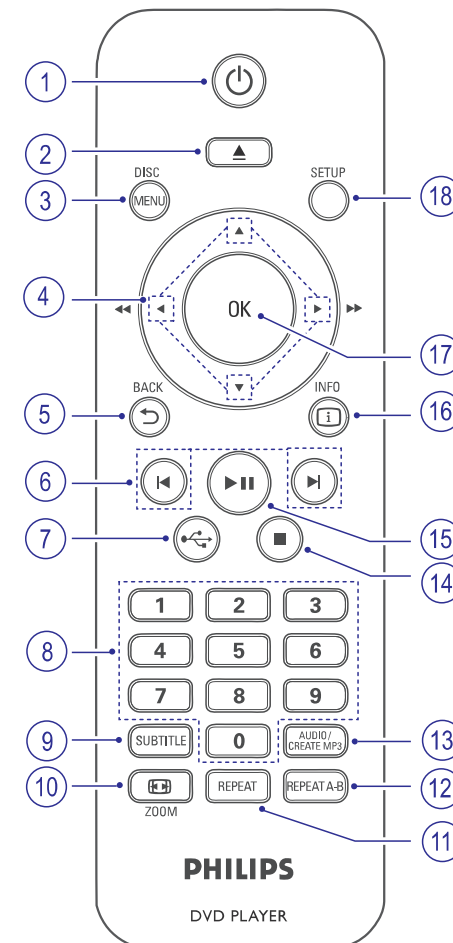 1
2
DISC
SETUP
3
MENU
18
4
OK
17
BACK
INFO
5
i
16
6
7
15
14
1 2 3
8
4 5 6
7 8 9
9
SUBTITLE
0
AUDIO/
CREATE MP3
13
10
REPEAT
REPEAT A-B
12
ZOOM
11
PHILIPS
DVD PLAYER